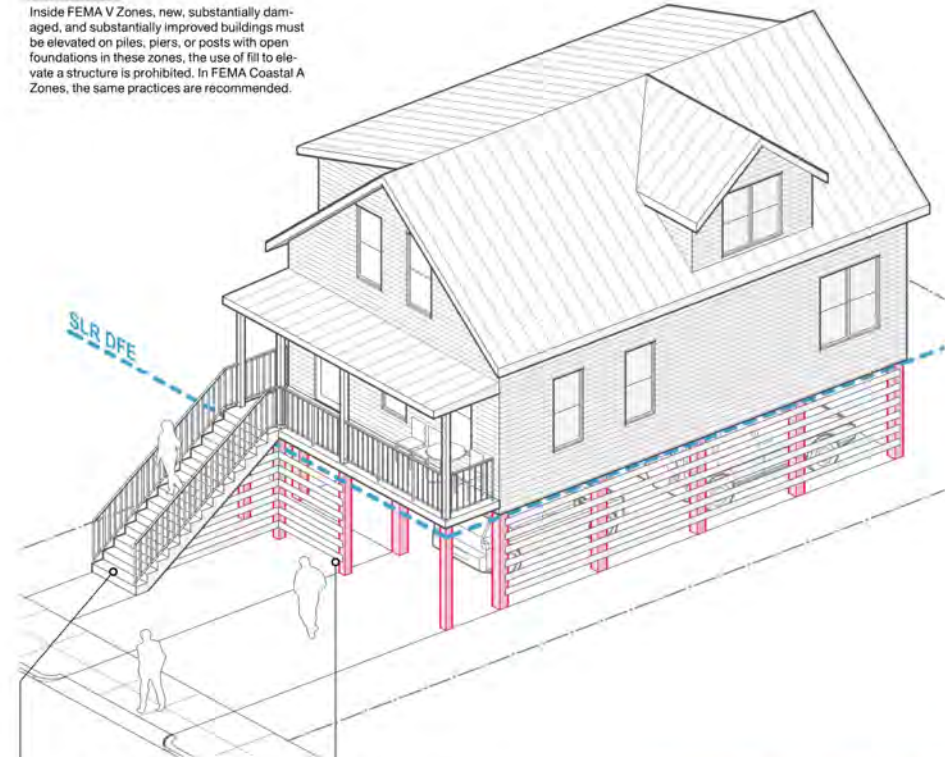 Inside FEMA V Zones, new, substantially dam-
aged, and substantially improved buildings must
be elevated on piles, piers, or posts with open
foundations in these zones, the use of fill to ele-
vate a structure is prohibited. In FEMA Coastal A
Zones, the same practices are recommended.
SLR DFE